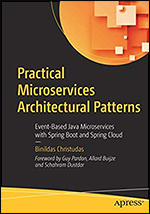 Practical
Microservices
Architectural Patterns
Event-Based Java Microservices
with Spring Boot and Spring Cloud
Binildas Christudas
Foreword by Guy Pardon, Allard Buijze
and Schahram Dustdar
Apress®